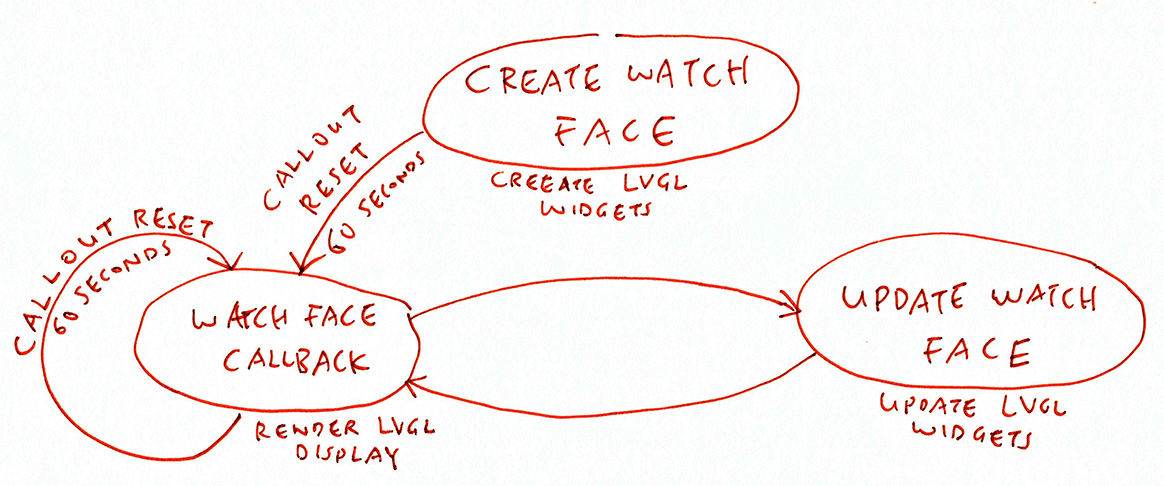 CREATE WATCH
FACE
CREEATE LVGL
WIDGETS
CALLOUT
RESET
60 SECONDS
CALLOUT RESET
60 SECONDS
WATCH FACE
CALLBACK
RENDER LVGL
DISPLAY
UPDATE WATCH
FACE
UPDATE LVGL
WIDGETS